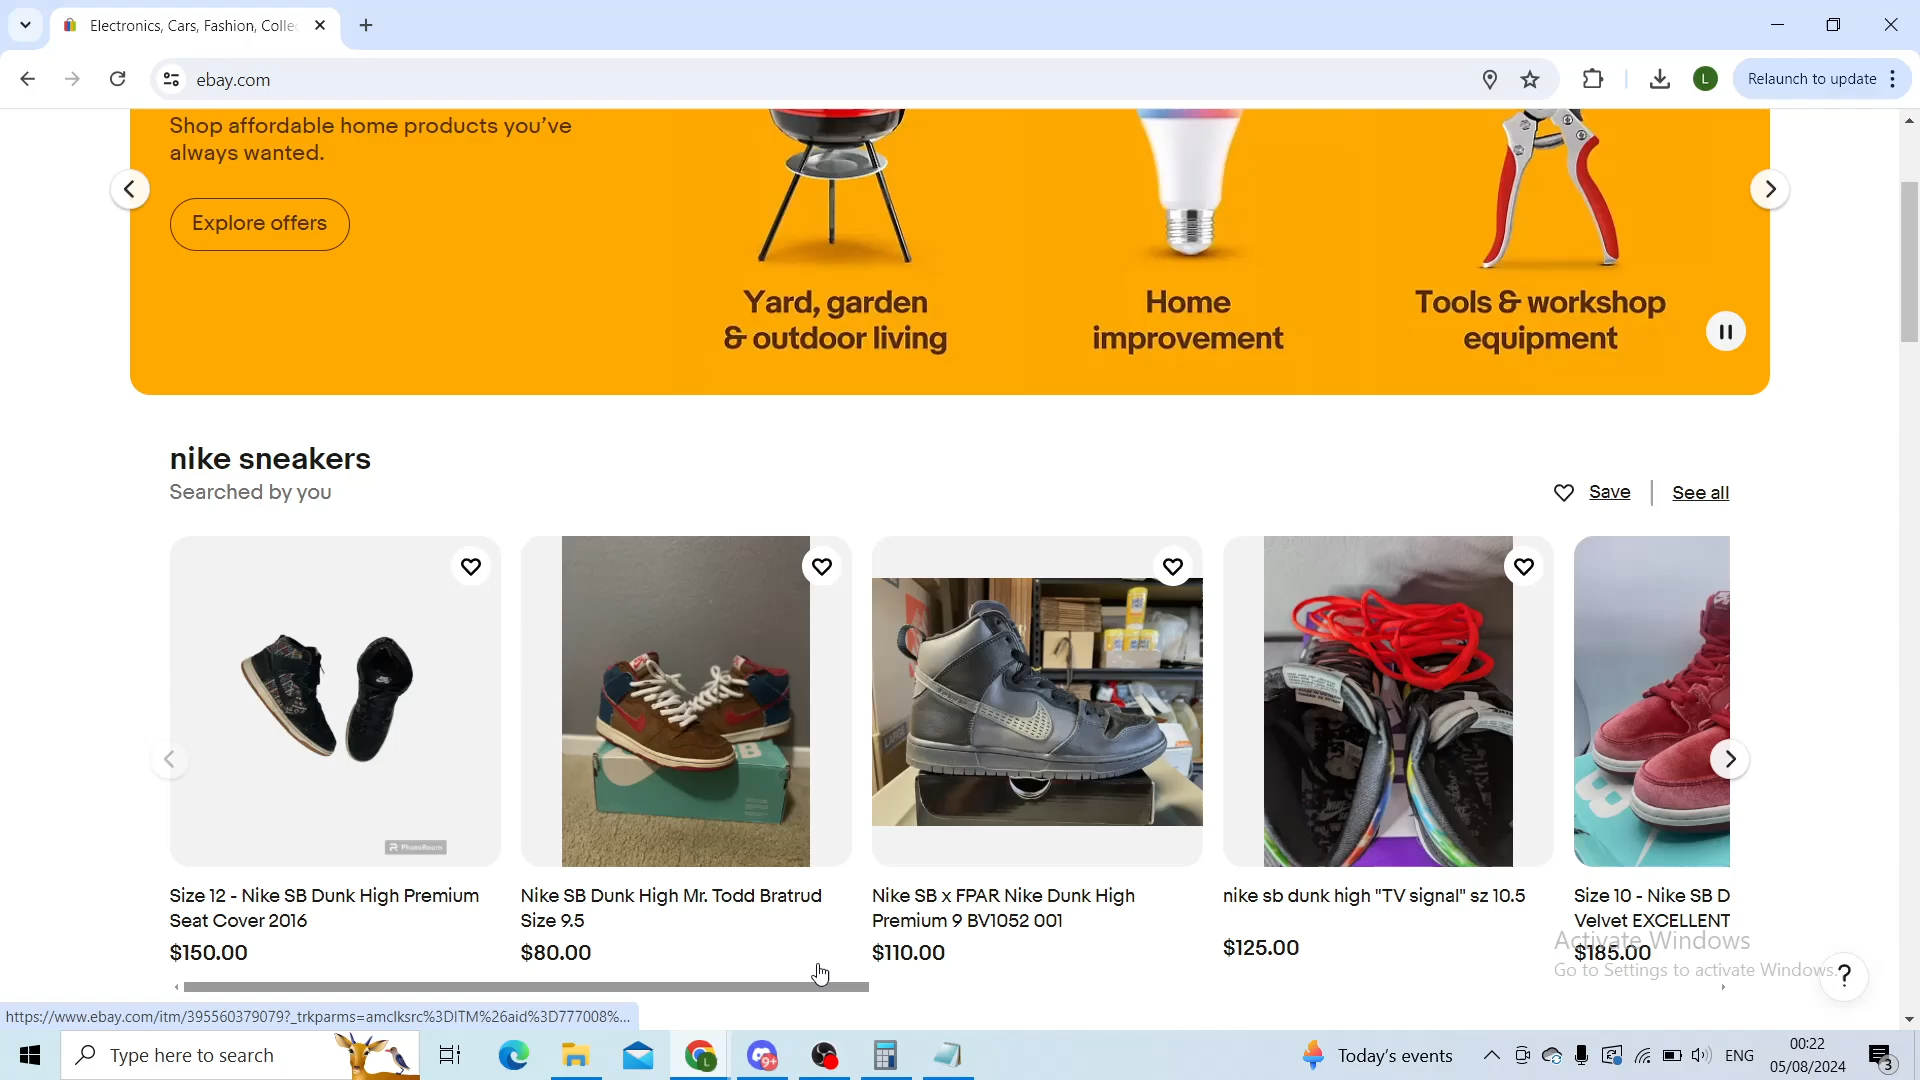 Electronics, Cars, Fashion, Colle
ebay.com
L
Relaunch to update
Shop affordable home products you've
always wanted.
Explore offers
Yard, garden
& outdoor living
Home
improvement
Tools & workshop
equipment
nike sneakers
Searched by you
Save
See all
PhotoRoom
Size 12 - Nike SB Dunk High Premium
Seat Cover 2016
$150.00
Nike SB Dunk High Mr. Todd Bratrud
Size 9.5
$80.00
Nike SB x FPAR Nike Dunk High
Premium 9 BV1052 001
$110.00
nike sb dunk high "TV signal" sz 10.5
$125.00
Size 10 - Nike SB D
Velvet EXCELLENT
$185.00
Activate Windows
Go to Settings to activate Windows.
?
https://www.ebay.com/itm/395560379079?_trkparms=amclksrc%3DITM%26aid%3D777008%...
Type here to search
L
9+
Today's events
ENG
00:22
05/08/2024
3